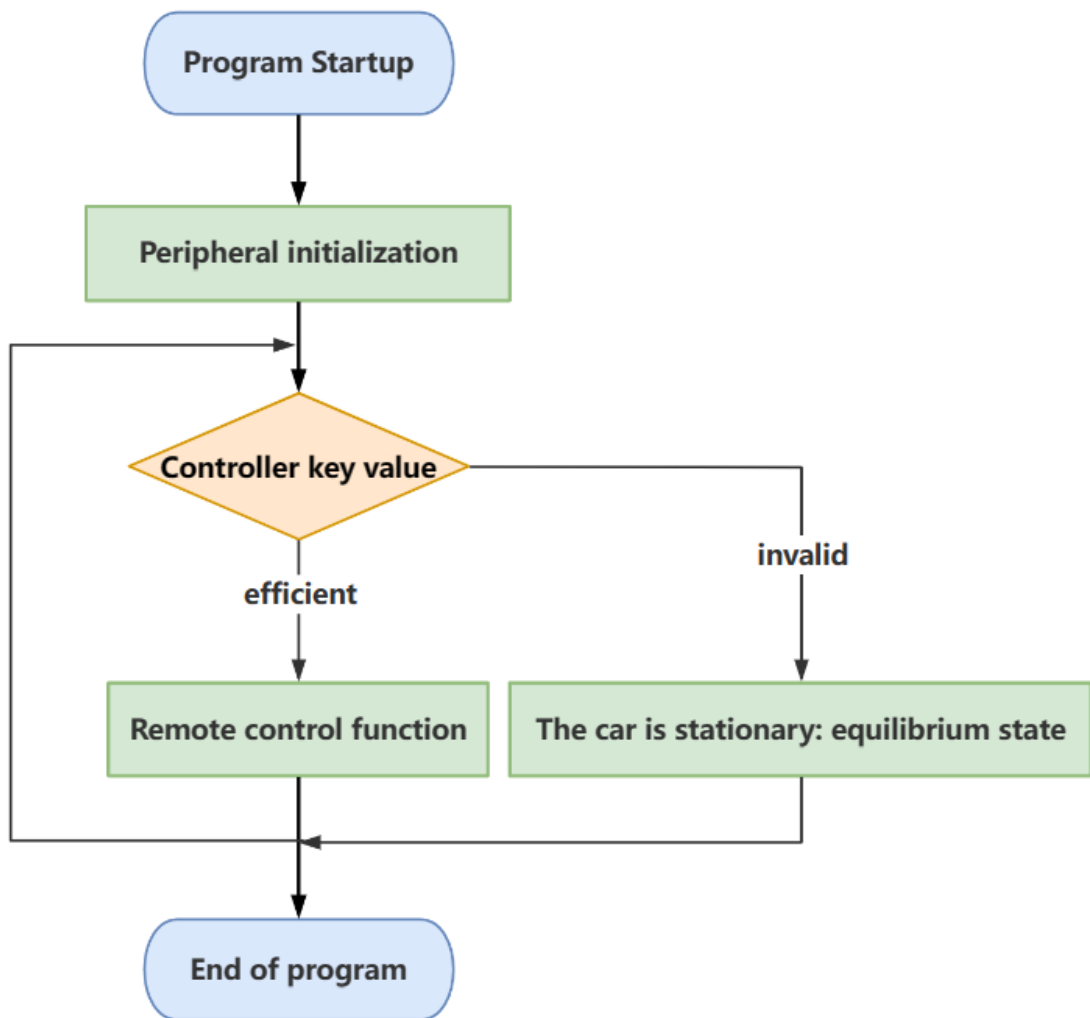 Program Startup
Peripheral initialization
Controller key value
invalid
efficient
Remote control function
The car is stationary: equilibrium state
End of program